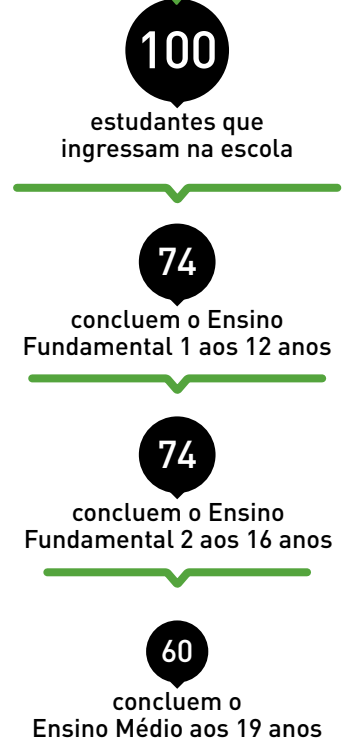 100
estudantes que
ingressam na escola
74
concluem o Ensino
Fundamental 1 aos 12 anos
74
concluem o Ensino
Fundamental 2 aos 16 anos
60
concluem o
Ensino Médio aos 19 anos